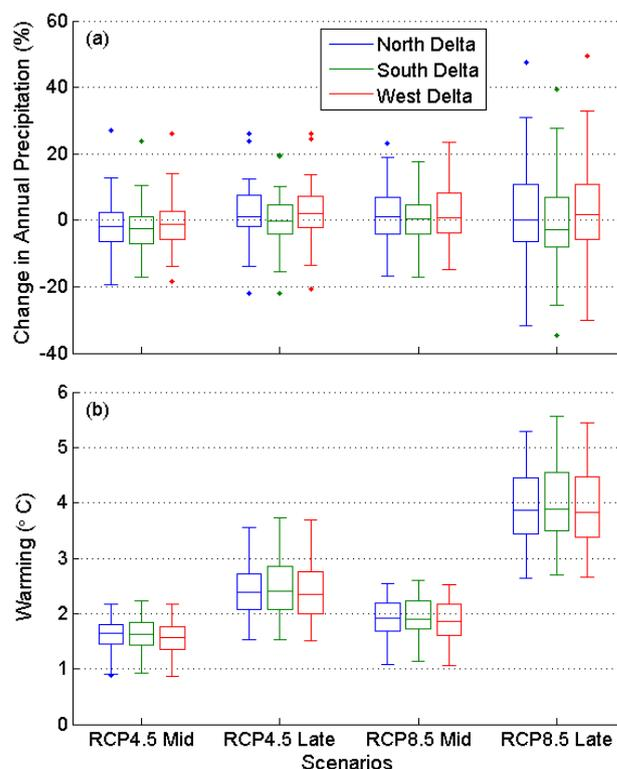 (a)
North Delta
South Delta
West Delta
Change in Annual Precipitation (%)
60
40
20
0
-20
-40
(b)
Warming (° C)
6
5
4
3
2
1
0
RCP4.5 Mid RCP4.5 Late RCP8.5 Mid RCP8.5 Late
Scenarios